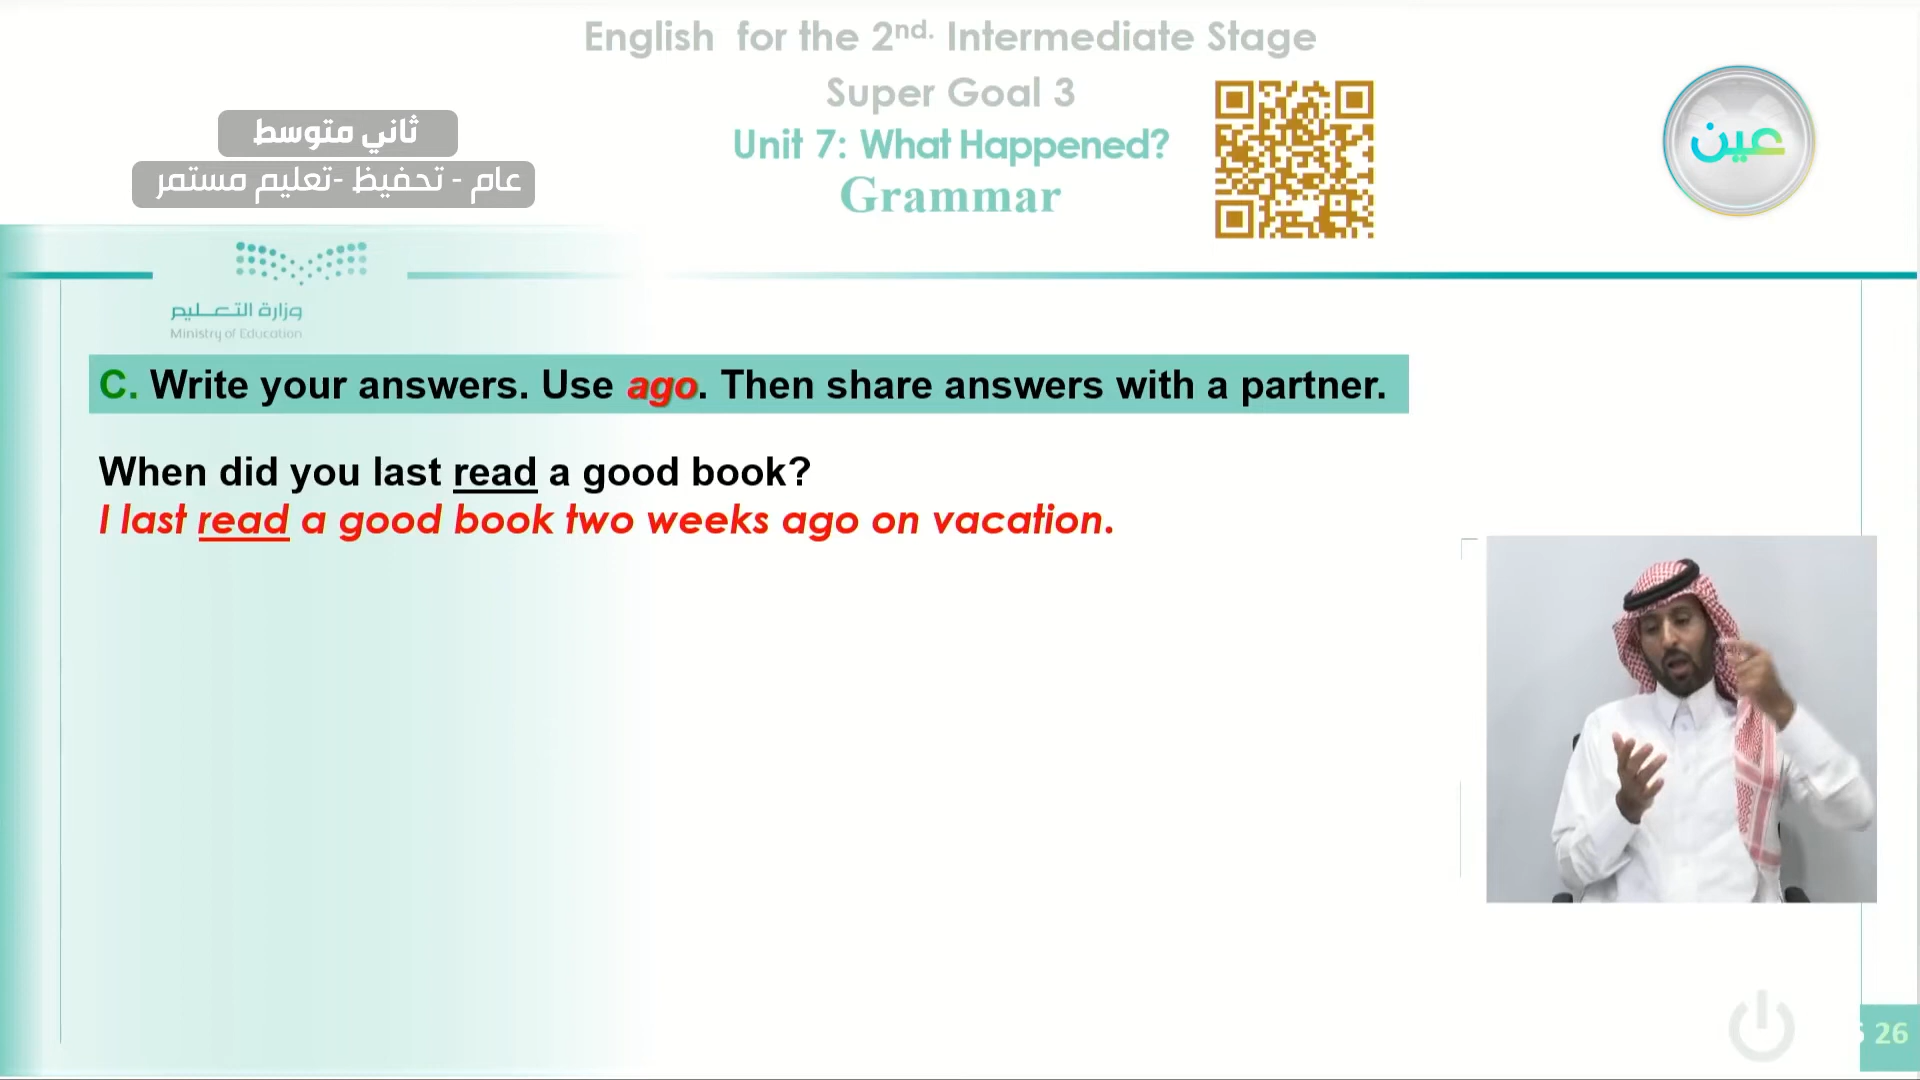 English for the 2nd. Intermediate Stage
Super Goal 3
Unit 7: What Happened?
Grammar
ثاني متوسط
عام - تحفيظ -تعليم مستمر
عين
وزارة التعليم
Ministry of Education
C. Write your answers. Use ago. Then share answers with a partner.
When did you last read a good book?
I last read a good book two weeks ago on vacation.
26